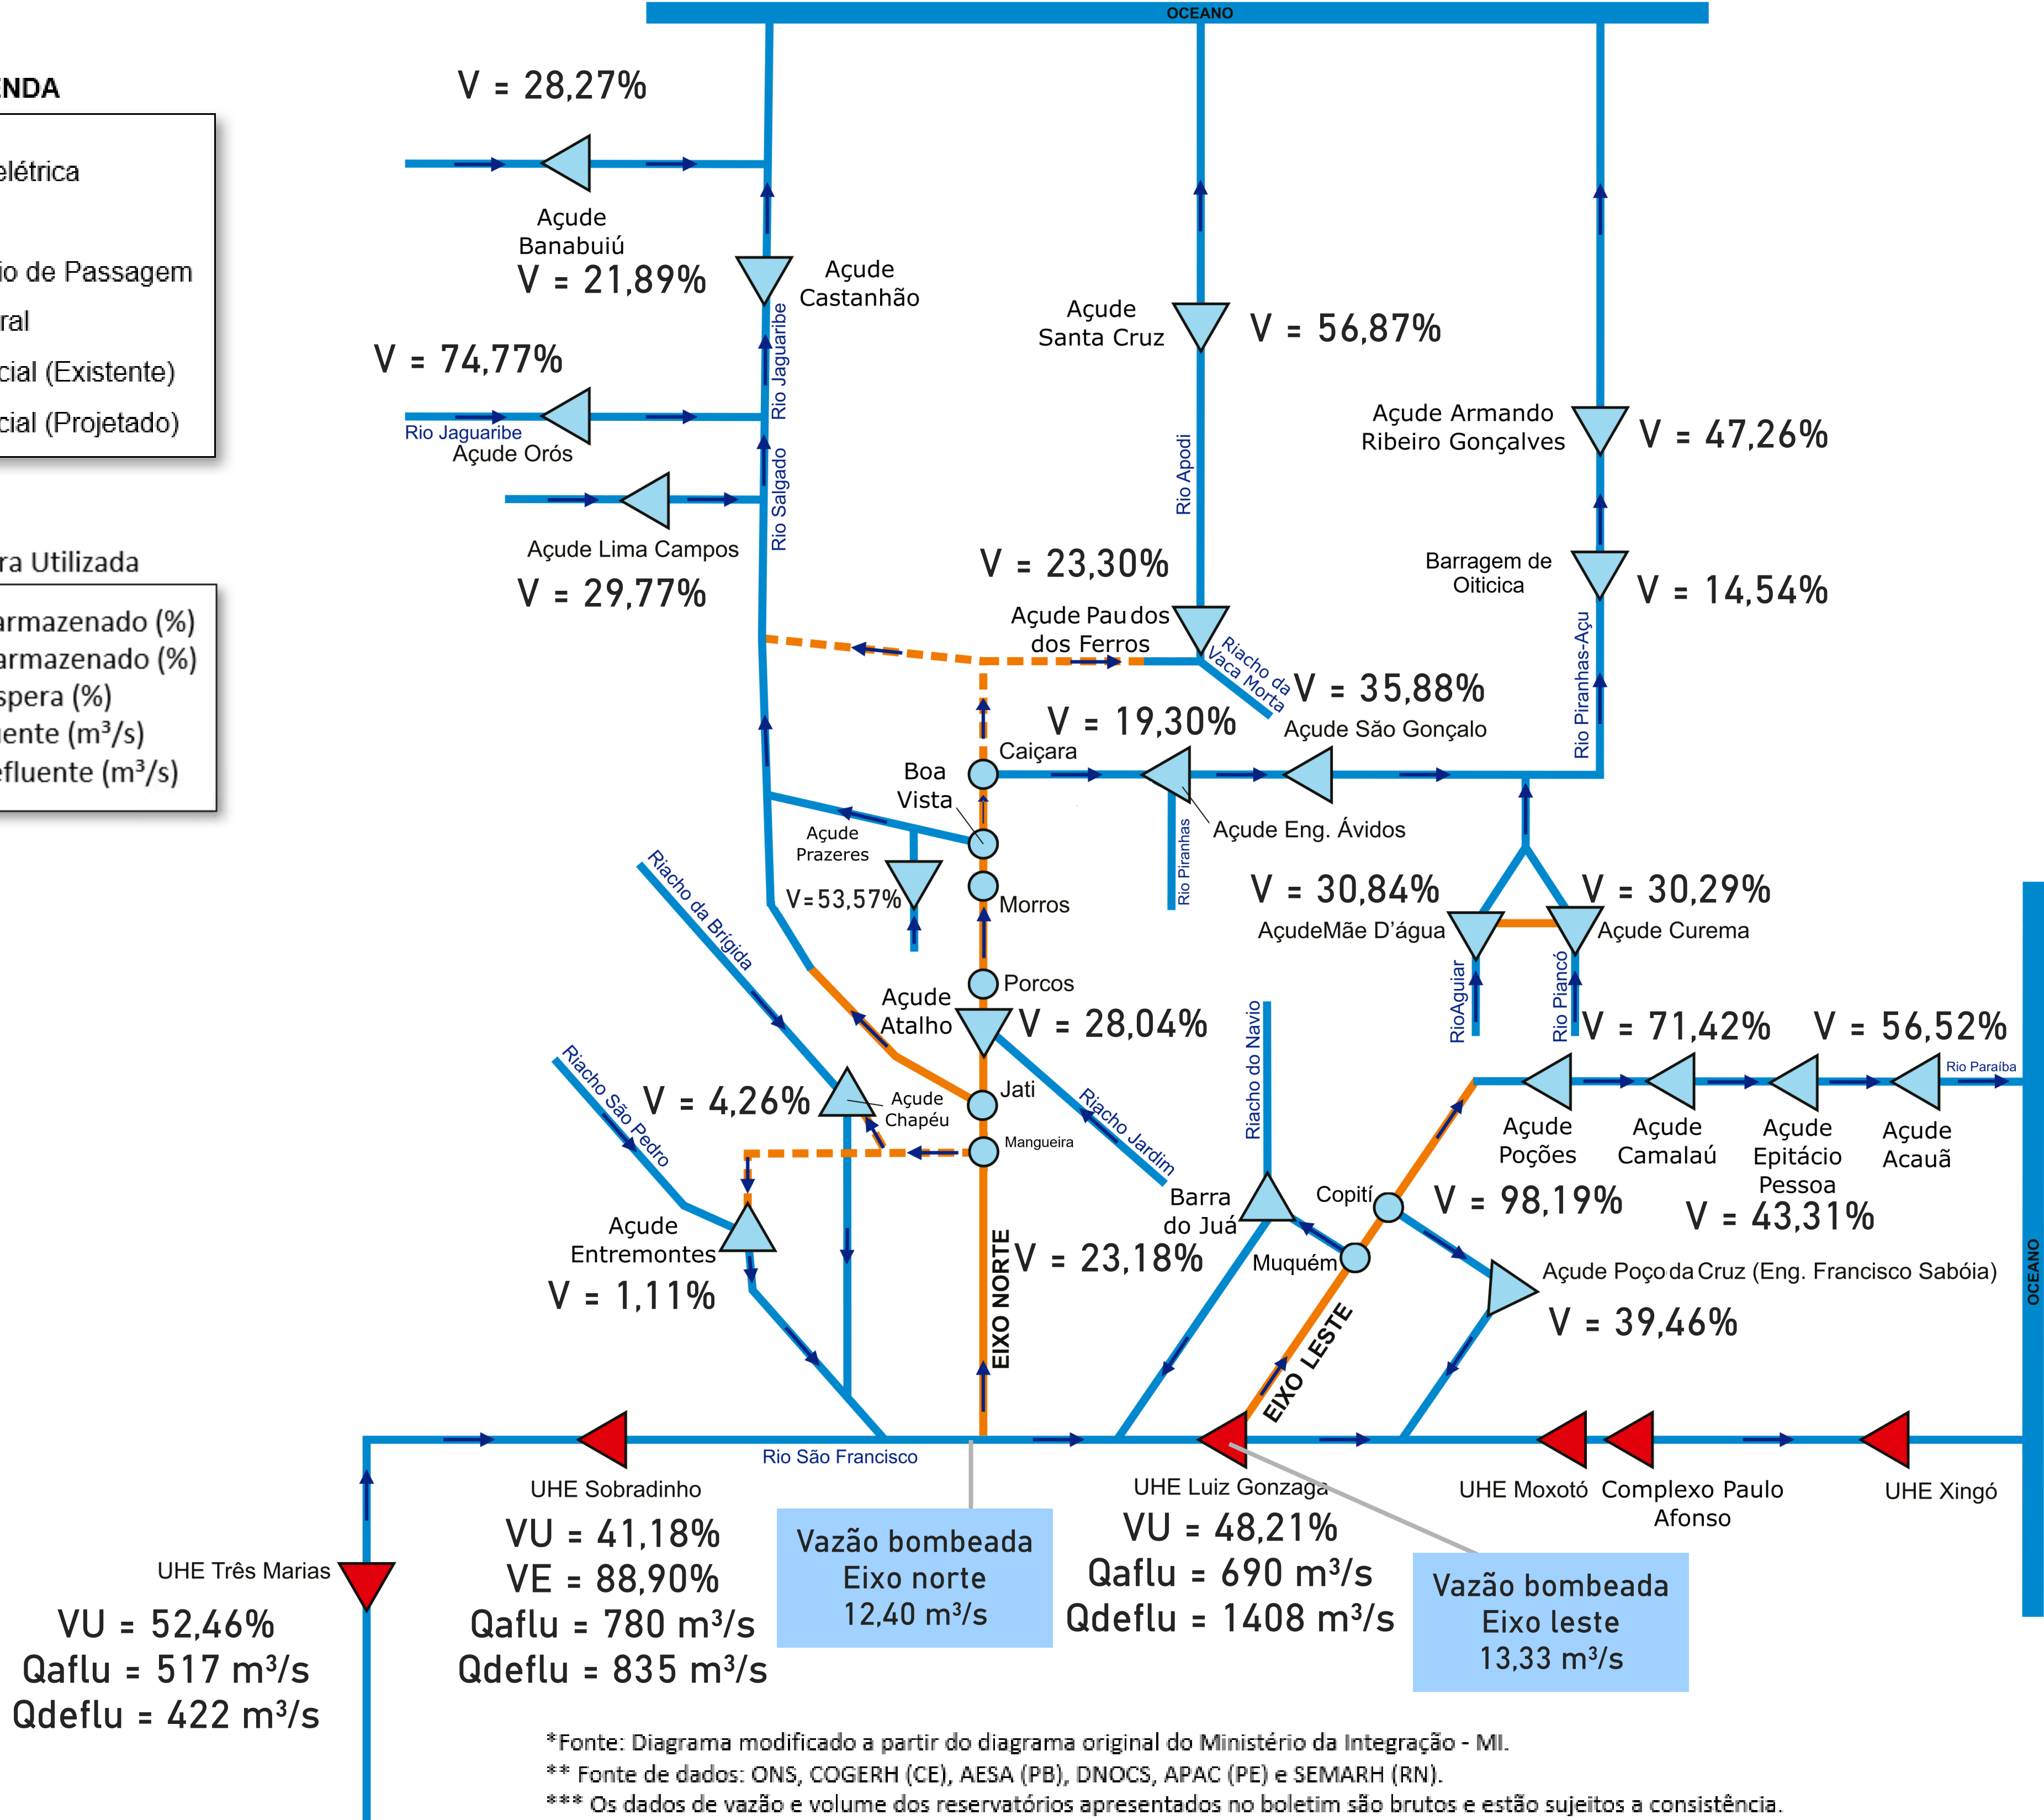 OCEANO
ENDA
elétrica
io de Passagem
ral
cial (Existente)
cial (Projetado)
ra Utilizada
armazenado (%)
armazenado (%)
spera (%)
uente (m³/s)
efluente (m³/s)
V = 28,27%
Açude
Banabuiú
V = 21,89%
Açude
Castanhão
Rio Jaguaribe
V = 74,77%
Rio Jaguaribe
Açude Orós
Rio Salgado
Açude Lima Campos
V = 29,77%
Açude
Santa Cruz
V = 56,87%
Rio Apodi
Açude Armando
Ribeiro Gonçalves
V = 47,26%
Barragem de
Oiticica
V = 14,54%
Rio Piranhas-Açu
V = 23,30%
Açude Pau dos
dos Ferros
Riacho da
Vaca Morta
V = 35,88%
Açude São Gonçalo
V = 19,30%
Caiçara
Boa
Vista
Açude Eng. Ávidos
Rio Piranhas
Açude
Prazeres
V=53,57%
Morros
Riacho da Brígida
V = 30,84%
AçudeMãe D'água
V = 30,29%
Açude Curema
RioAguiar
Rio Piancó
Porcos
Açude
Atalho
V = 28,04%
Riacho São Pedro
V = 4,26%
Açude
Chapéu
Jati
Mangueira
Riacho Jardim
Riacho do Navio
V = 71,42%
V = 56,52%
Rio Paraíba
Açude
Poções
Açude
Camalaú
Açude
Epitácio
Pessoa
Açude
Acauã
V = 98,19%
V = 43,31%
Barra
do Juá
Copití
Muquém
V = 23,18%
Açude
Entremontes
V = 1,11%
EIXO NORTE
EIXO LESTE
Açude Poço da Cruz (Eng. Francisco Sabóia)
V = 39,46%
OCEANO
Rio São Francisco
UHE Sobradinho
VU = 41,18%
VE = 88,90%
Qaflu = 780 m³/s
Qdeflu = 835 m³/s
Vazão bombeada
Eixo norte
12,40 m³/s
UHE Luiz Gonzaga
VU = 48,21%
Qaflu = 690 m³/s
Qdeflu = 1408 m³/s
Vazão bombeada
Eixo leste
13,33 m³/s
UHE Moxotó
Complexo Paulo
Afonso
UHE Xingó
UHE Três Marias
VU = 52,46%
Qaflu = 517 m³/s
Qdeflu = 422 m³/s
*Fonte: Diagrama modificado a partir do diagrama original do Ministério da Integração - MI.
** Fonte de dados: ONS, COGERH (CE), AESA (PB), DNOCS, APAC (PE) e SEMARH (RN).
*** Os dados de vazão e volume dos reservatórios apresentados no boletim são brutos e estão sujeitos a consistência.